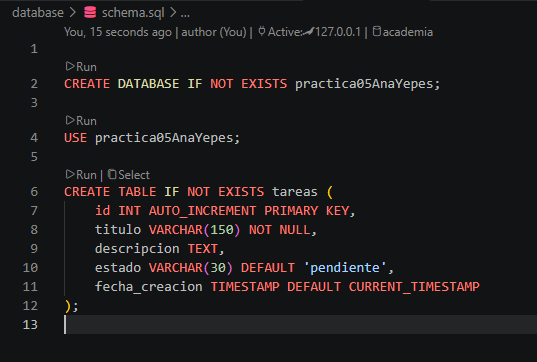 database > schema.sql > ...
You, 15 seconds ago | author (You) | Active: 127.0.0.1 | academia
1
Run
2 CREATE DATABASE IF NOT EXISTS practica05AnaYepes;
3
Run
4 USE practica05AnaYepes;
5
Run | Select
6 CREATE TABLE IF NOT EXISTS tareas (
7 id INT AUTO_INCREMENT PRIMARY KEY,
8 titulo VARCHAR(150) NOT NULL,
9 descripcion TEXT,
10 estado VARCHAR(30) DEFAULT 'pendiente',
11 fecha_creacion TIMESTAMP DEFAULT CURRENT_TIMESTAMP
12 );
13